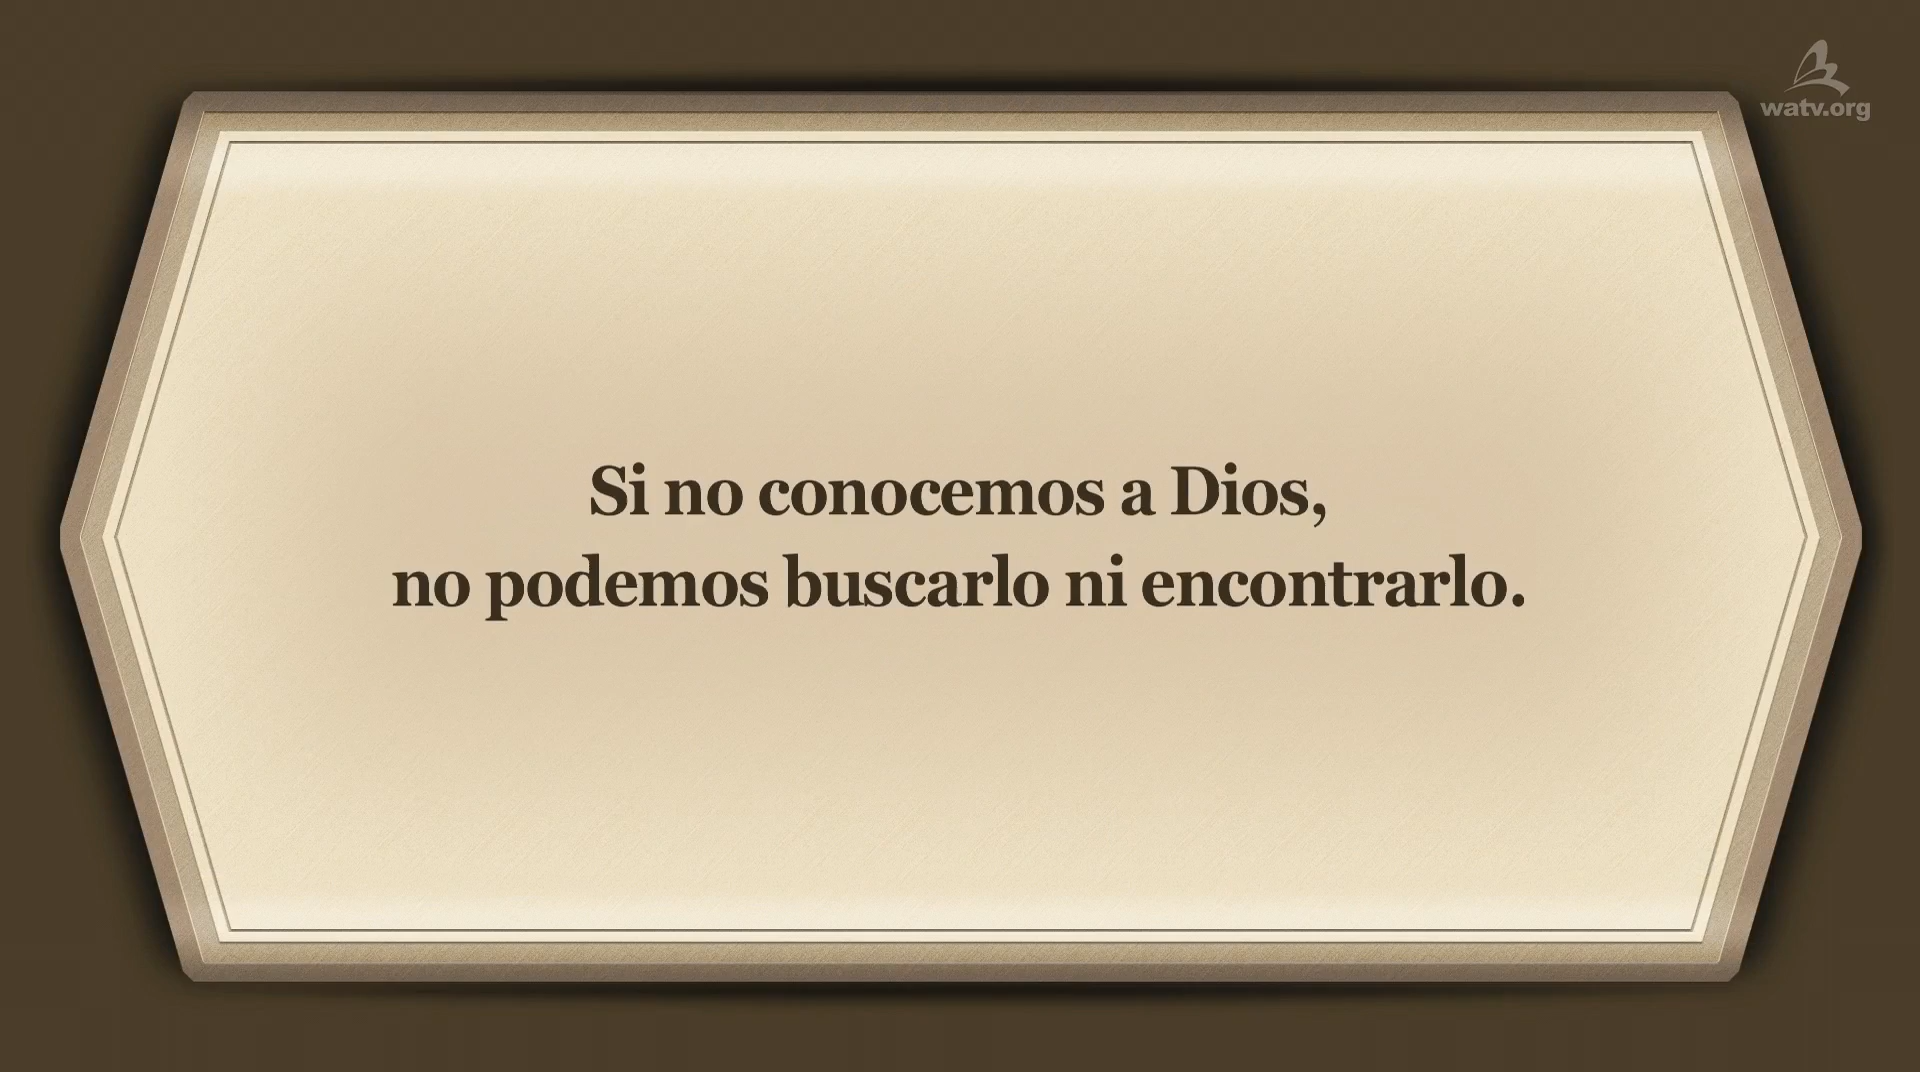 watv.org
Si no conocemos a Dios,
no podemos buscarlo ni encontrarlo.